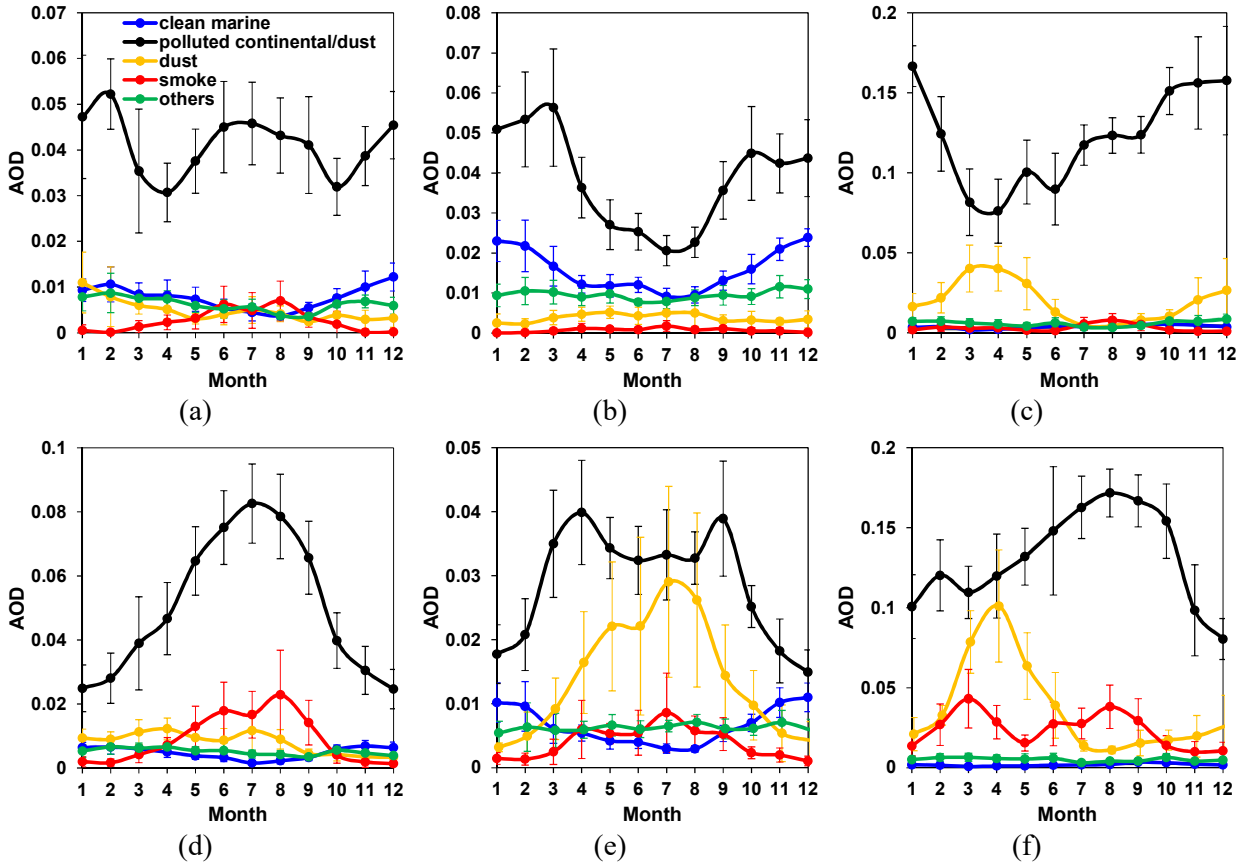 0.07
0.06
0.05
0.04
0.03
0.02
0.01
0
AOD
clean marine
polluted continental/dust
dust
smoke
others
1 2 3 4 5 6 7 8 9 10 11 12
Month
(a)
0.08
0.07
0.06
0.05
0.04
0.03
0.02
0.01
0
AOD
1 2 3 4 5 6 7 8 9 10 11 12
Month
(b)
0.2
0.15
0.1
0.05
0
AOD
1 2 3 4 5 6 7 8 9 10 11 12
Month
(c)
0.1
0.08
0.06
0.04
0.02
0
AOD
1 2 3 4 5 6 7 8 9 10 11 12
Month
(d)
0.05
0.04
0.03
0.02
0.01
0
AOD
1 2 3 4 5 6 7 8 9 10 11 12
Month
(e)
0.2
0.15
0.1
0.05
0
AOD
1 2 3 4 5 6 7 8 9 10 11 12
Month
(f)